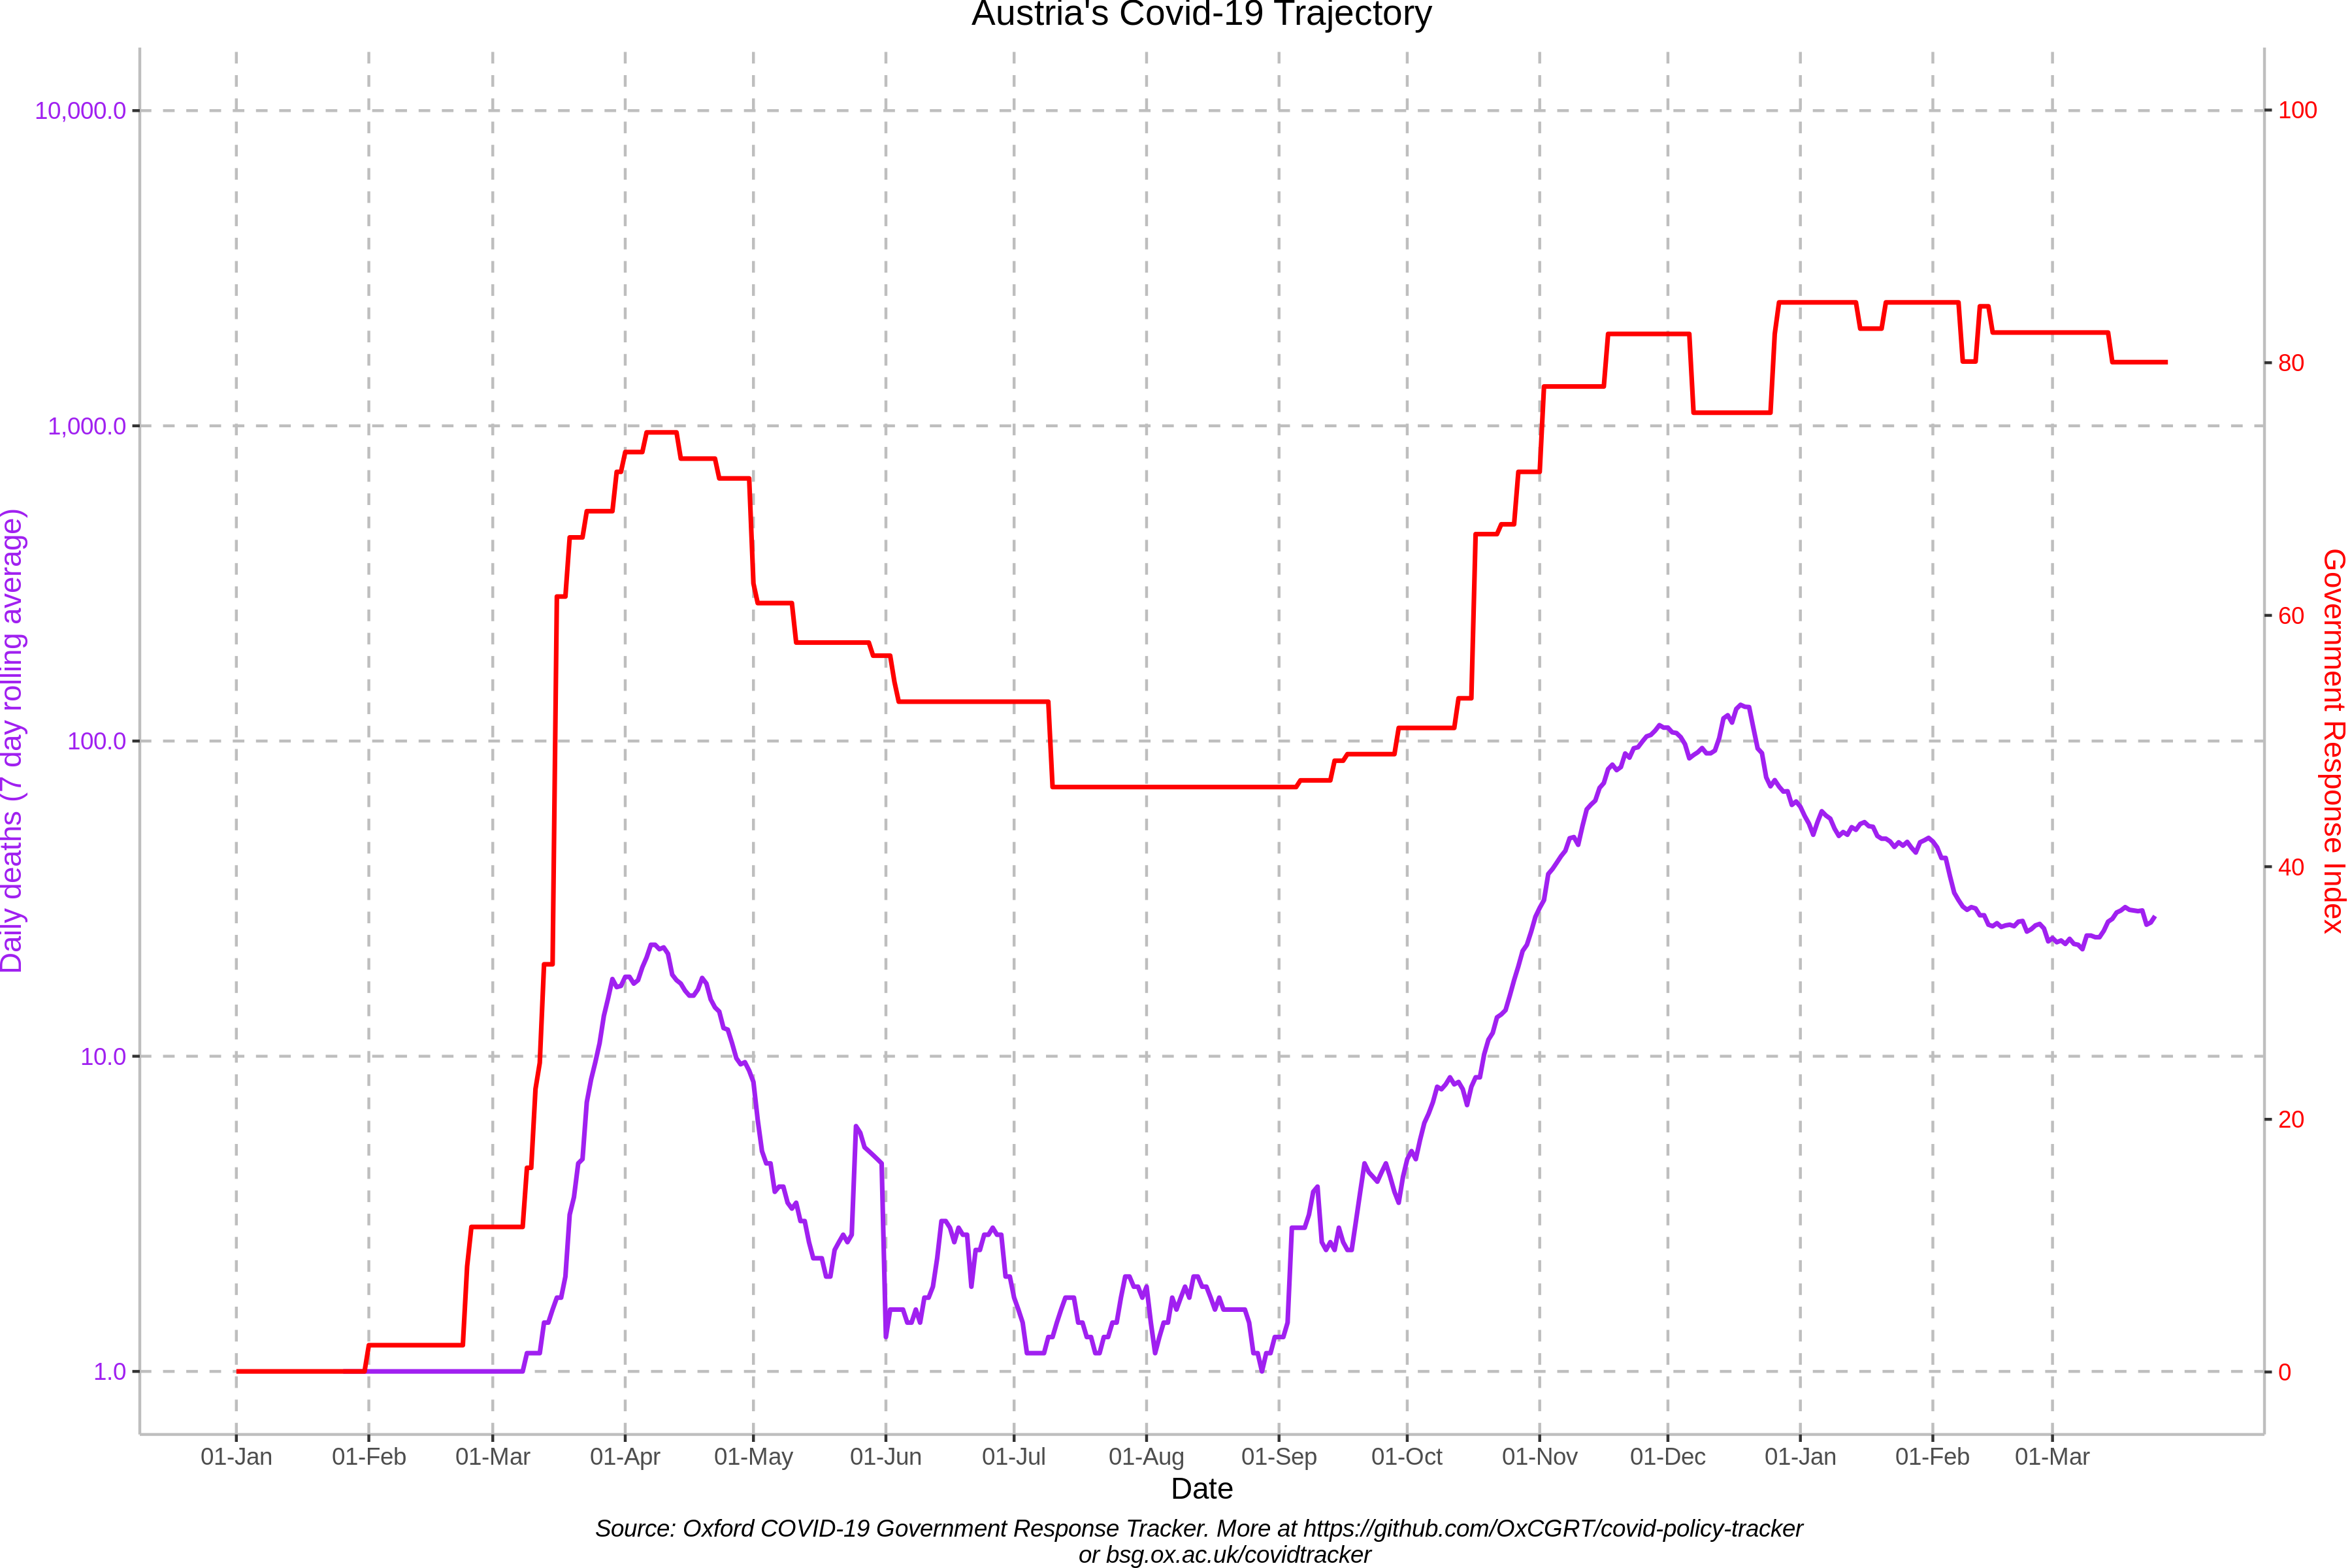 Austria's Covid-19 Trajectory
10,000.0
1,000.0
100.0
10.0
1.0
Daily deaths (7 day rolling average)
100
80
60
40
20
0
Government Response Index
01-Jan 01-Feb 01-Mar 01-Apr 01-May 01-Jun 01-Jul 01-Aug 01-Sep 01-Oct 01-Nov 01-Dec 01-Jan 01-Feb 01-Mar
Date
Source: Oxford COVID-19 Government Response Tracker. More at https://github.com/OxCGRT/covid-policy-tracker
or bsg.ox.ac.uk/covidtracker